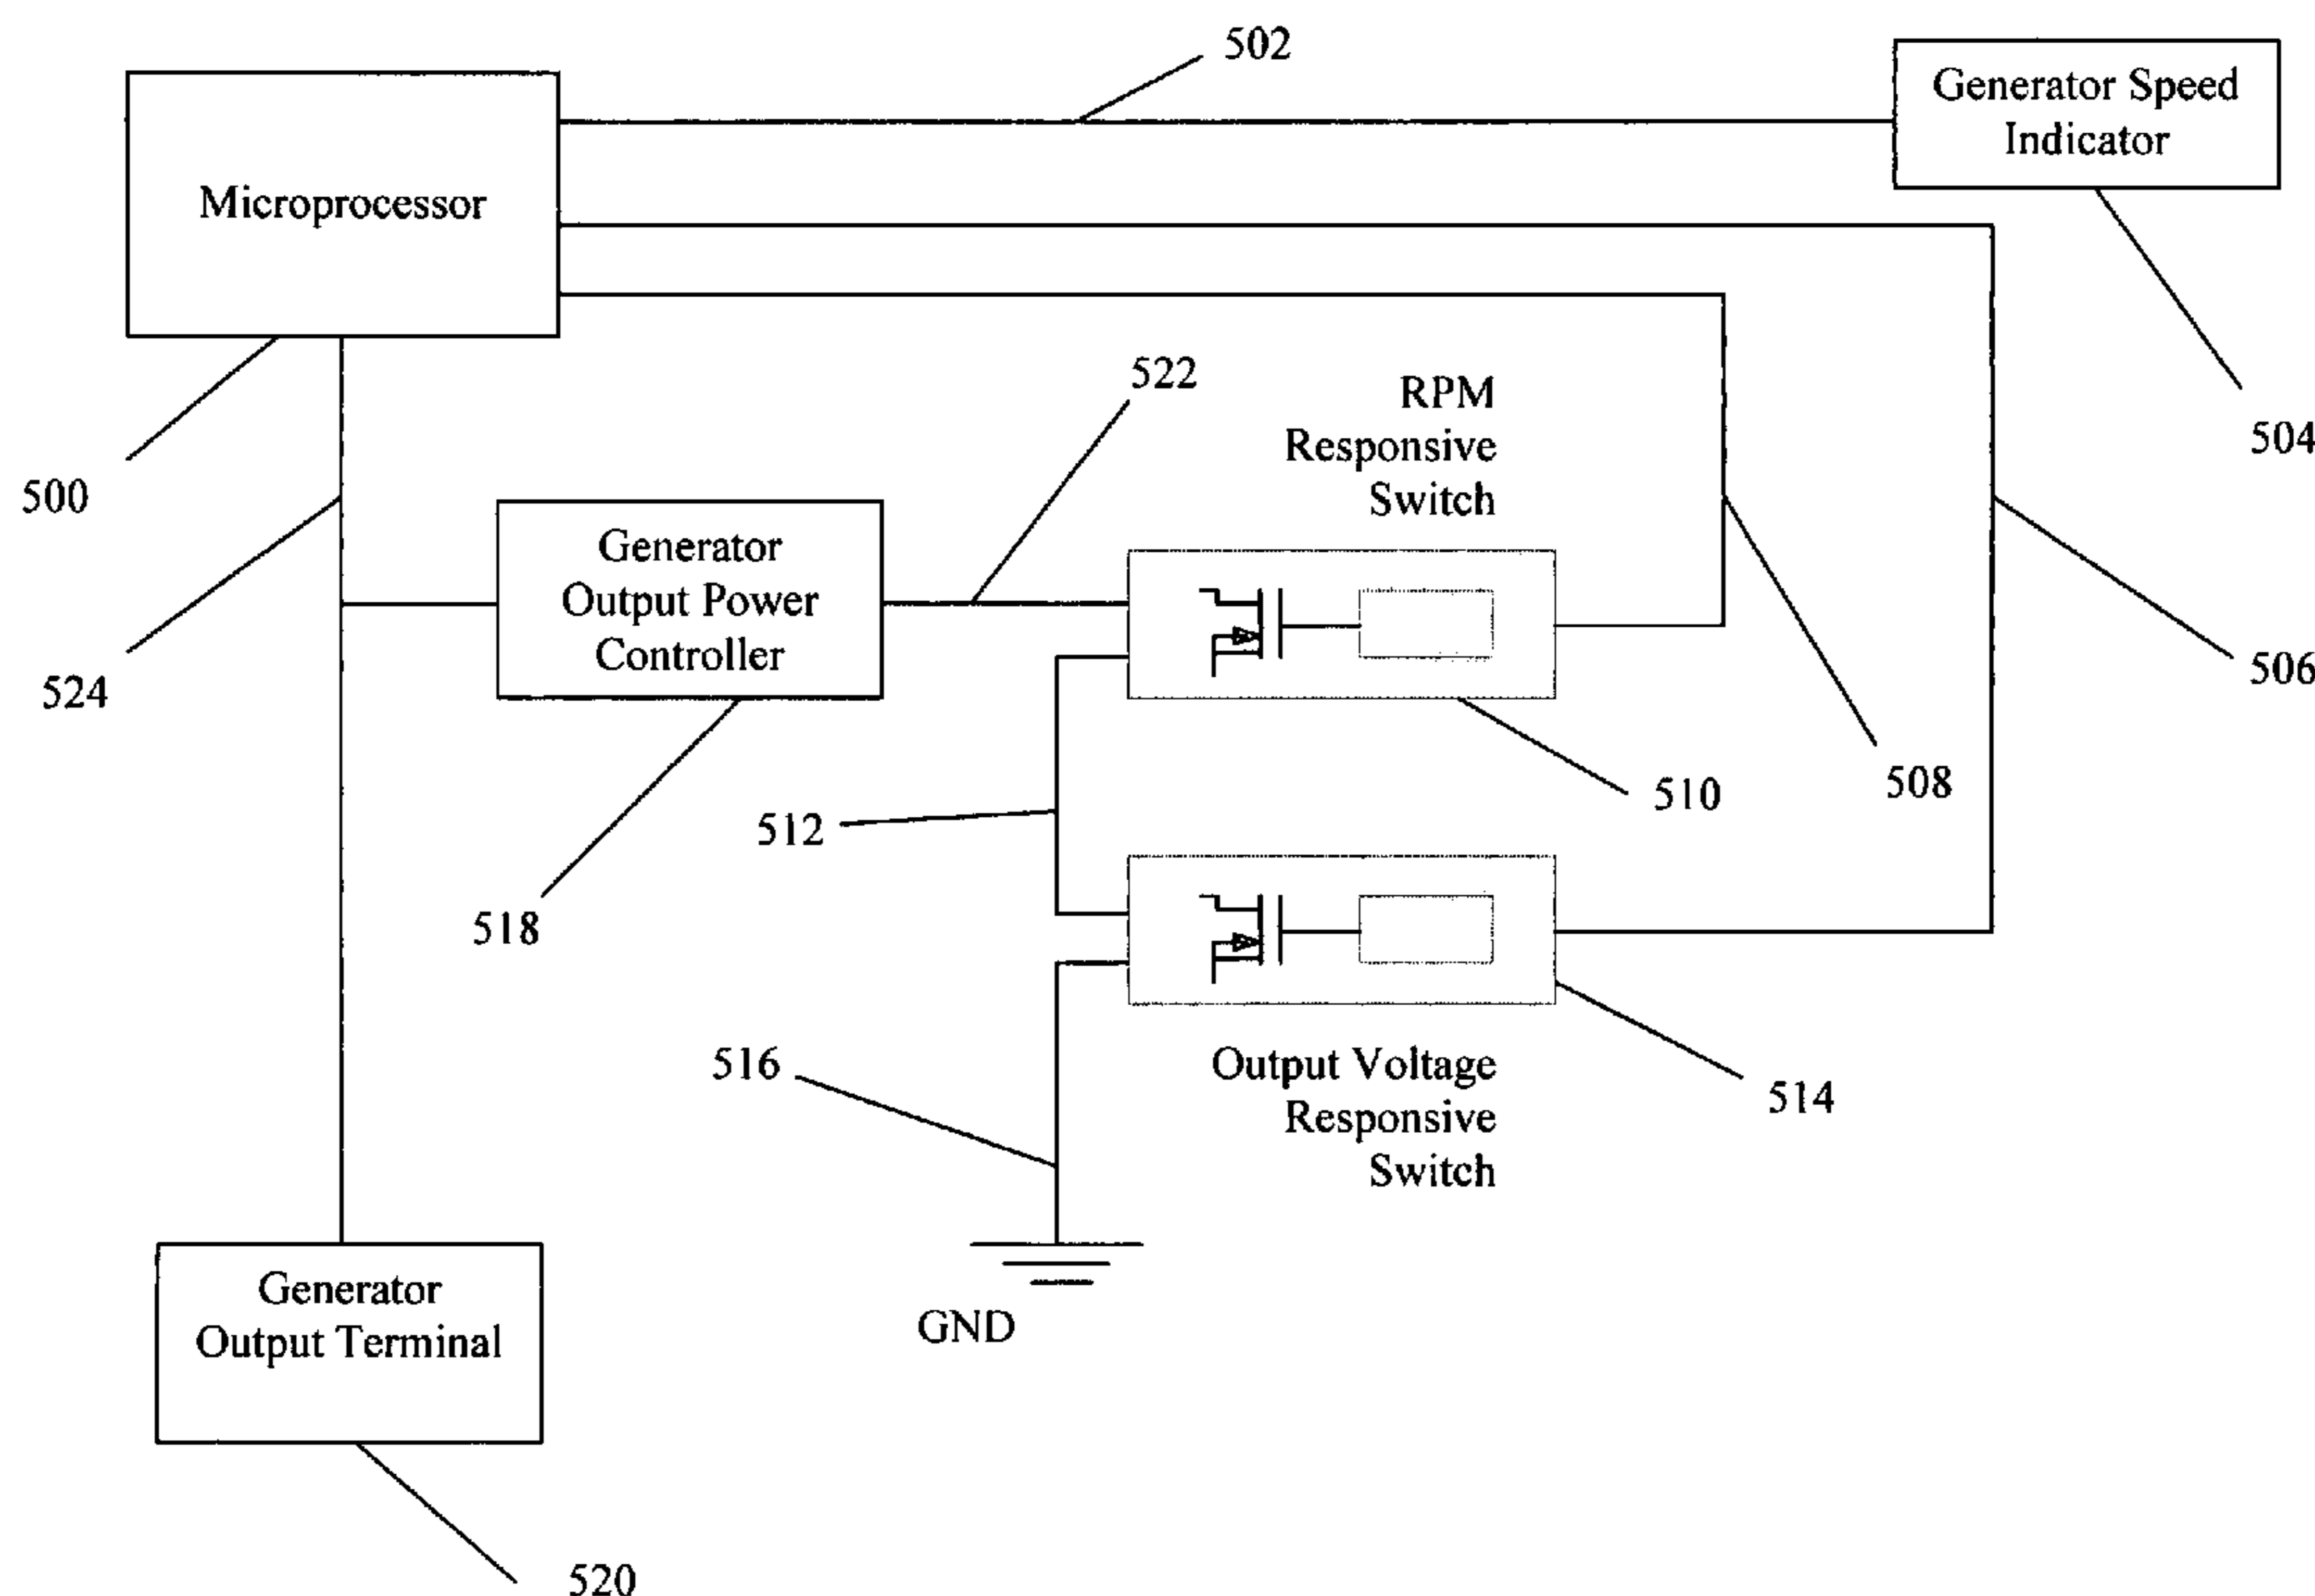 502
Generator Speed
Indicator
Microprocessor
522
RPM
Responsive
Switch
504
500
Generator
Output Power
Controller
524
506
508
510
512
518
516
Output Voltage
Responsive
Switch
514
Generator
Output Terminal
GND
520